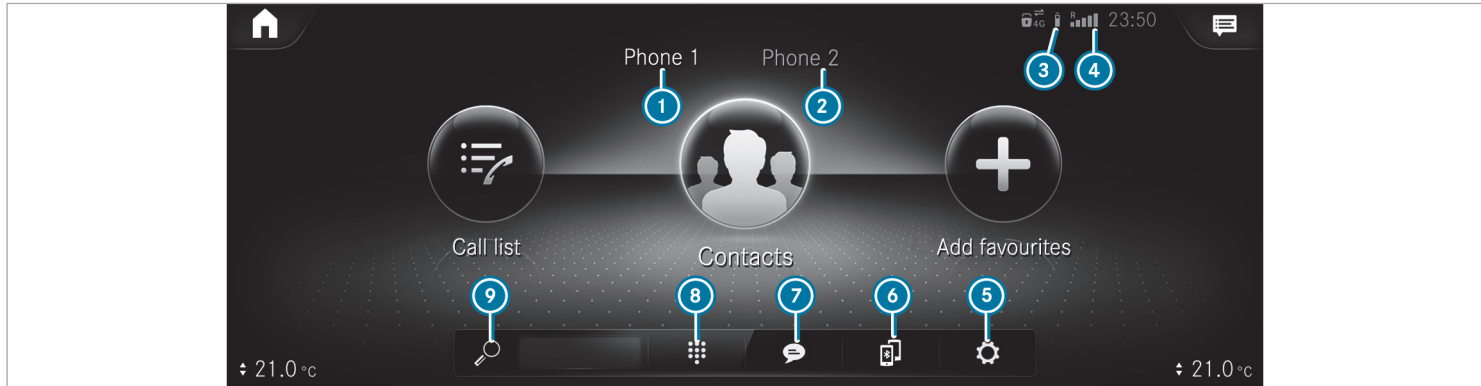 4G R 23:50
Phone 1 Phone 2
3 4
1 2
Call list Contacts Add favourites
9 8 7 6 5
21.0 °C 21.0 °C